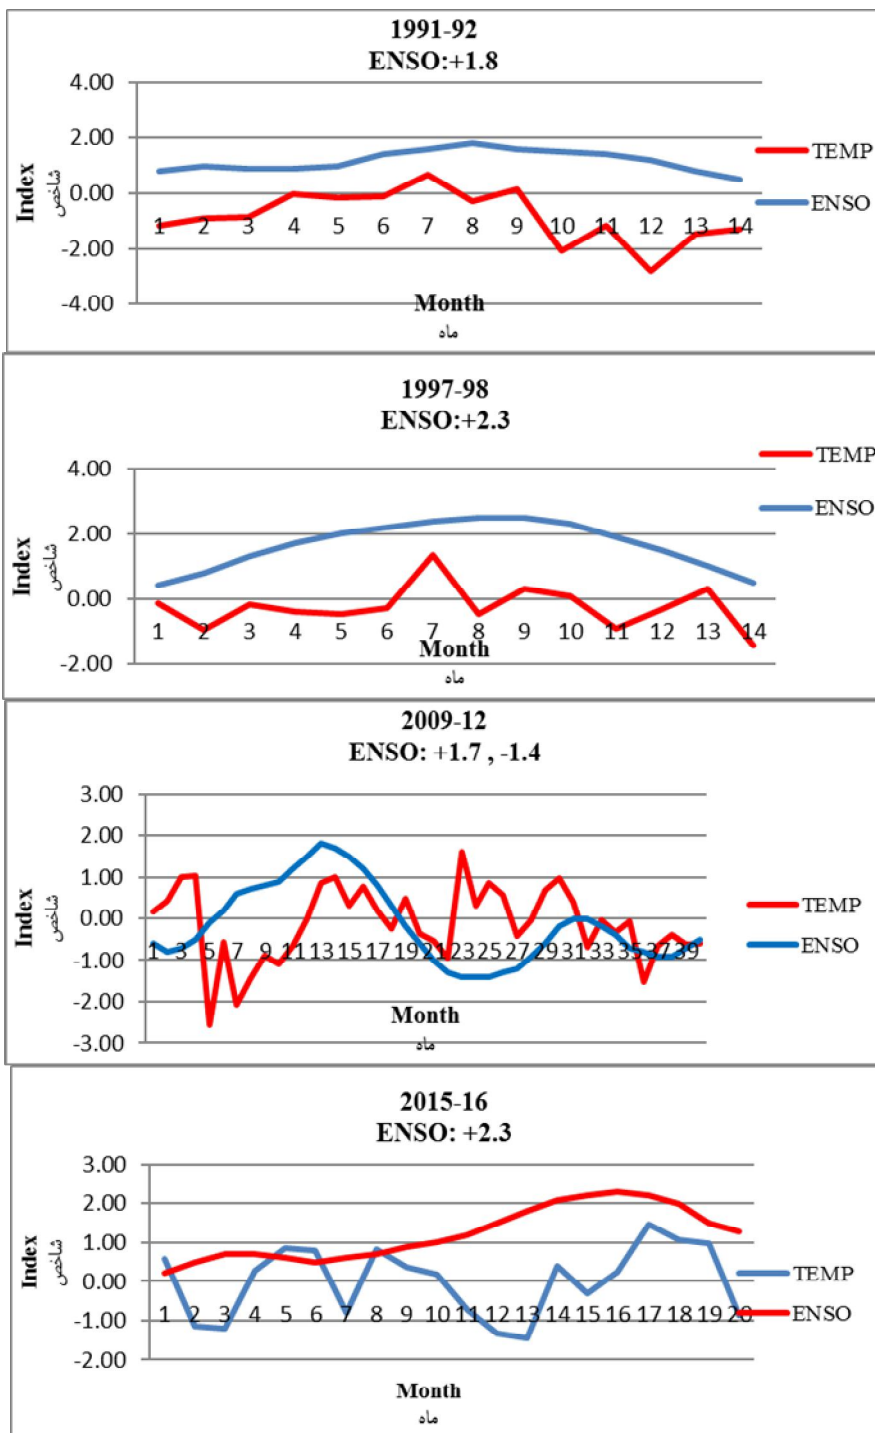 1991-92
ENSO:+1.8
4.00
2.00
0.00
-2.00
-4.00
Index
شاخص
1 2 3 4 5 6 7 8 9 10 11 12 13 14
Month
ماه
TEMP
ENSO
1997-98
ENSO:+2.3
4.00
2.00
0.00
-2.00
Index
شاخص
1 2 3 4 5 6 7 8 9 10 11 12 13 14
Month
ماه
TEMP
ENSO
2009-12
ENSO: +1.7 , -1.4
3.00
2.00
1.00
0.00
-1.00
-2.00
-3.00
Index
شاخص
1 3 5 7 9 11 13 15 17 19 21 23 25 27 29 31 33 35 37 39
Month
ماه
TEMP
ENSO
2015-16
ENSO: +2.3
3.00
2.00
1.00
0.00
-1.00
-2.00
Index
شاخص
1 2 3 4 5 6 7 8 9 10 11 12 13 14 15 16 17 18 19 20
Month
ماه
TEMP
ENSO